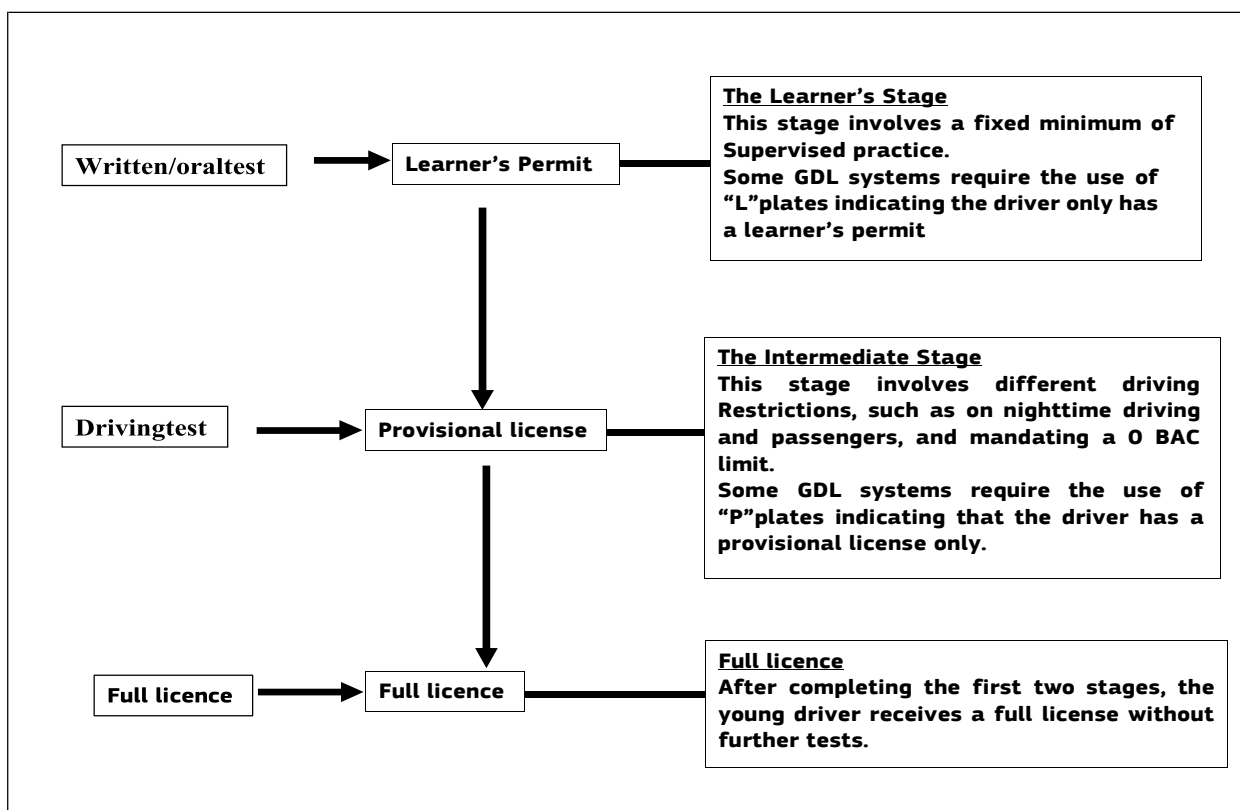 The Learner's Stage
This stage involves a fixed minimum of
Supervised practice.
Some GDL systems require the use of
“L”plates indicating the driver only has
a learner's permit
Written/oraltest
Learner's Permit
The Intermediate Stage
This stage involves different driving
Restrictions, such as on nighttime driving
and passengers, and mandating a 0 BAC
limit.
Some GDL systems require the use of
“P”plates indicating that the driver has a
provisional license only.
Drivingtest
Provisional license
Full licence
After completing the first two stages, the
young driver receives a full license without
further tests.
Full licence
Full licence